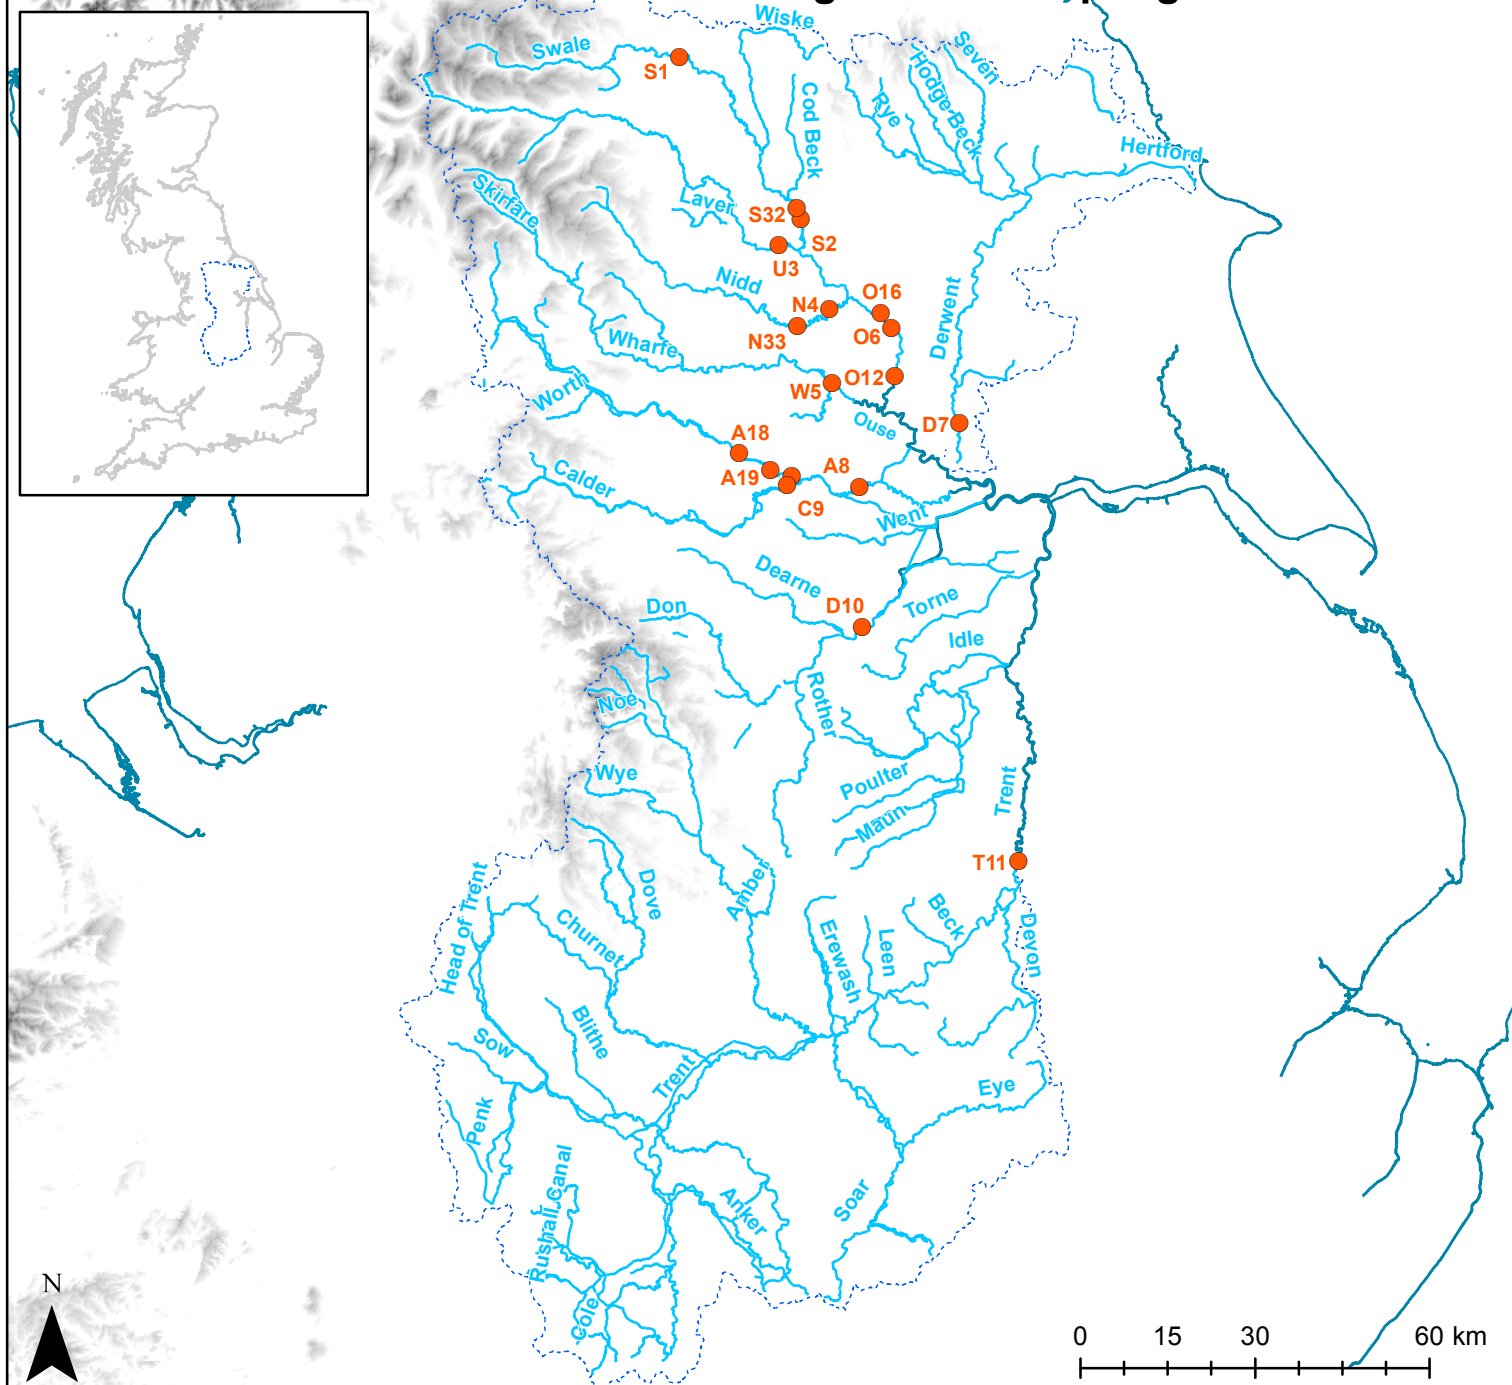 Wiske
Swale
S1
Seven
Hodge Beck
Rye
Cod Beck
Hertford
Skirfare
Laver
S32
S2
U3
Nidd
N4
O16
O6
N33
Derwent
Wharfe
W5
O12
Worth
Ouse
D7
A18
A19
A8
Calder
C9
Went
Dearne
Don
D10
Torne
Idle
Noe
Rother
Wye
Poulter
Maun
Trent
T11
Head of Trent
Dove
Amber
Churnet
Erewash
Leen
Beck
Devon
Blithe
Sow
Trent
Eye
Penk
Rushall Canal
Anker
Soar
Cole
N
0 15 30 60 km